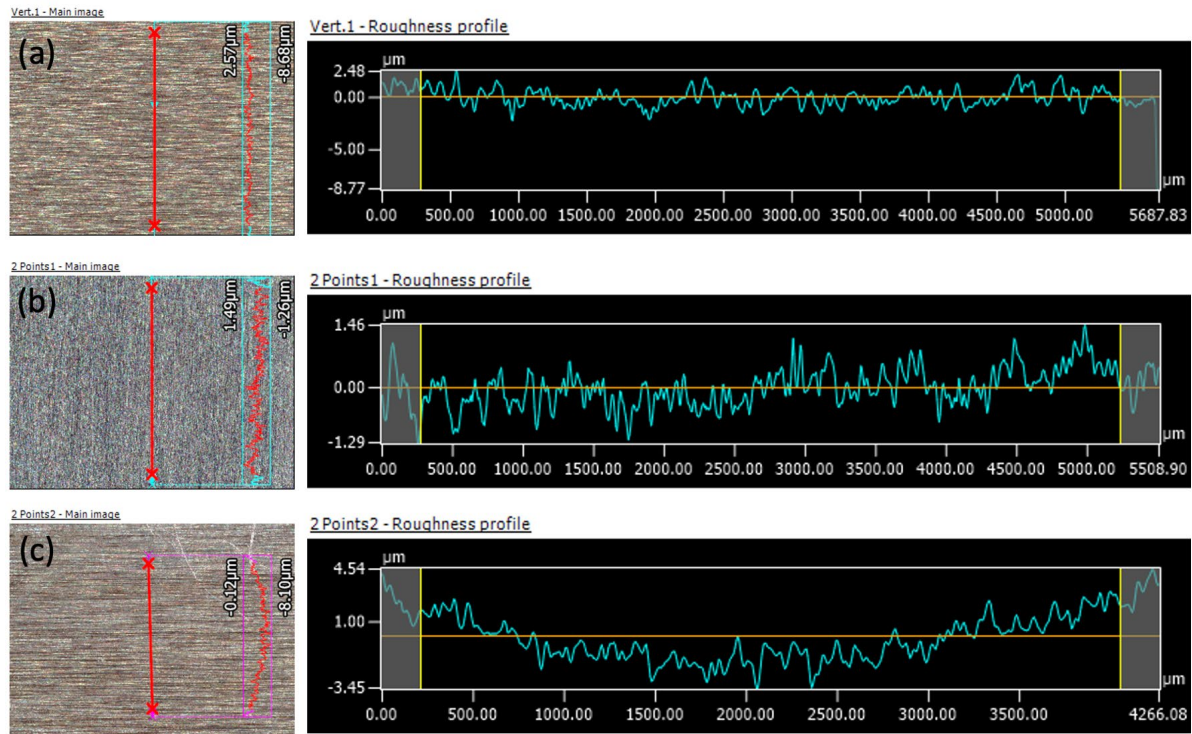 Vert.1 - Main image
(a)
2.57µm
-8.68µm
Vert.1 - Roughness profile
µm
2.48
0.00
-5.00
-8.77
µm
0.00 500.00 1000.00 1500.00 2000.00 2500.00 3000.00 3500.00 4000.00 4500.00 5000.00 5687.83
2 Points1 - Main image
(b)
1.49µm
-1.26µm
2 Points1 - Roughness profile
µm
1.46
0.00
-1.29
µm
0.00 500.00 1000.00 1500.00 2000.00 2500.00 3000.00 3500.00 4000.00 4500.00 5000.00 5508.90
2 Points2 - Main image
(c)
-0.12µm
-8.10µm
2 Points2 - Roughness profile
µm
4.54
1.00
-3.45
µm
0.00 500.00 1000.00 1500.00 2000.00 2500.00 3000.00 3500.00 4266.08